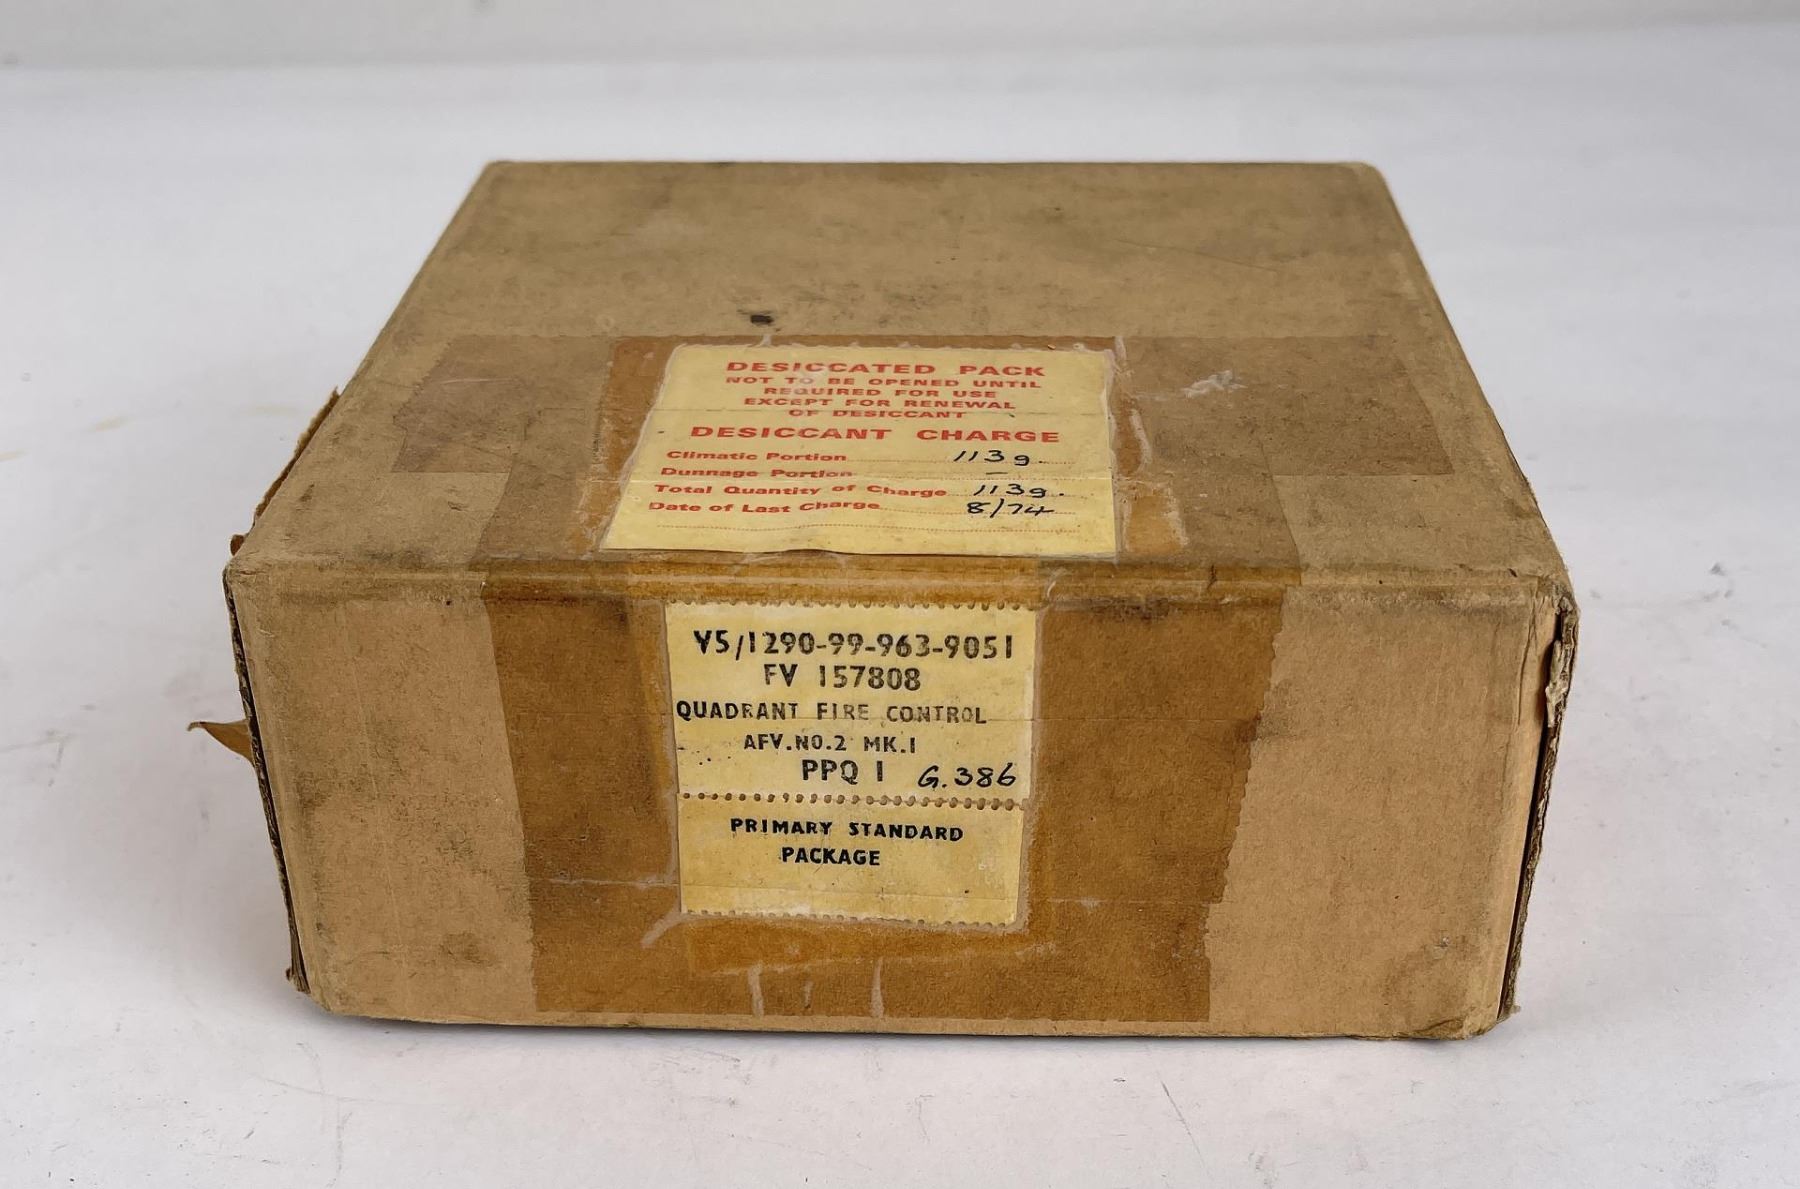 DESICCATED PACK
NOT TO BE OPENED UNTIL
REQUIRED FOR USE
EXCEPT FOR RENEWAL
OF DESICCANT
DESICCANT CHARGE
Climatic Portion 113g.
Dunnage Portion –
Total Quantity of Charge 113g.
Date of Last Charge 8/74
V5/1290-99-963-9051
FV 157808
QUADRANT FIRE CONTROL
AFV.NO.2 MK.I
PPQ I G.386
PRIMARY STANDARD
PACKAGE